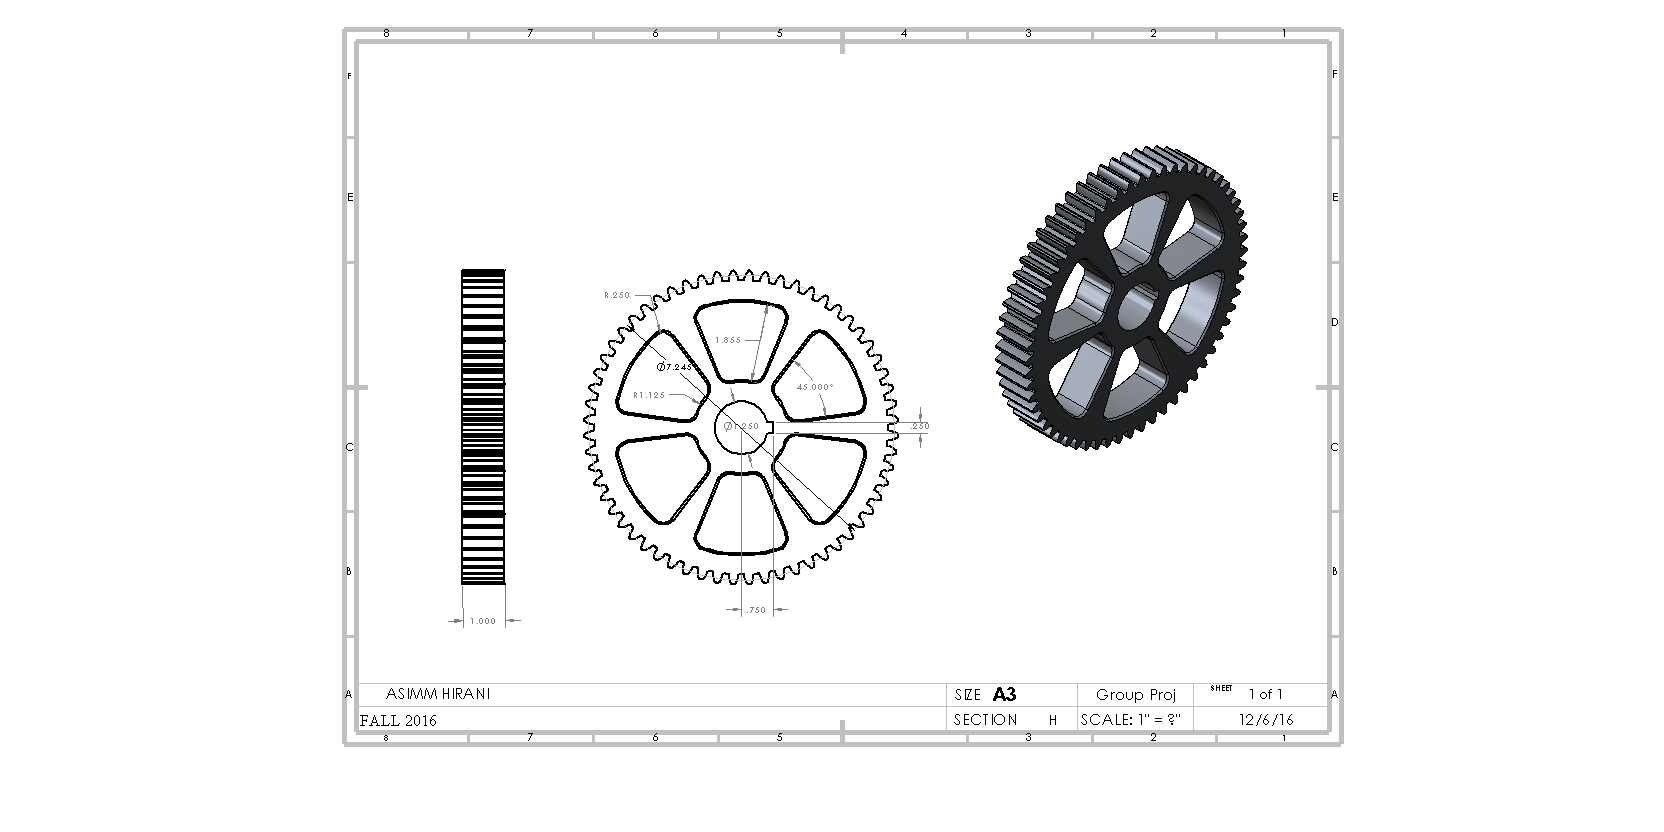 8 7 6 5 4 3 2 1
F F
E E
D
C C
B B
A A
R.250
1.855
Ø7.245
R1.125
45.000°
Ø1.250
.250
.750
1.000
ASIMM HIRANI
SIZE A3
Group Proj
SHEET 1 of 1
FALL 2016
SECTION H
SCALE: 1" = ?"
12/6/16
8 7 6 5 3 2 1